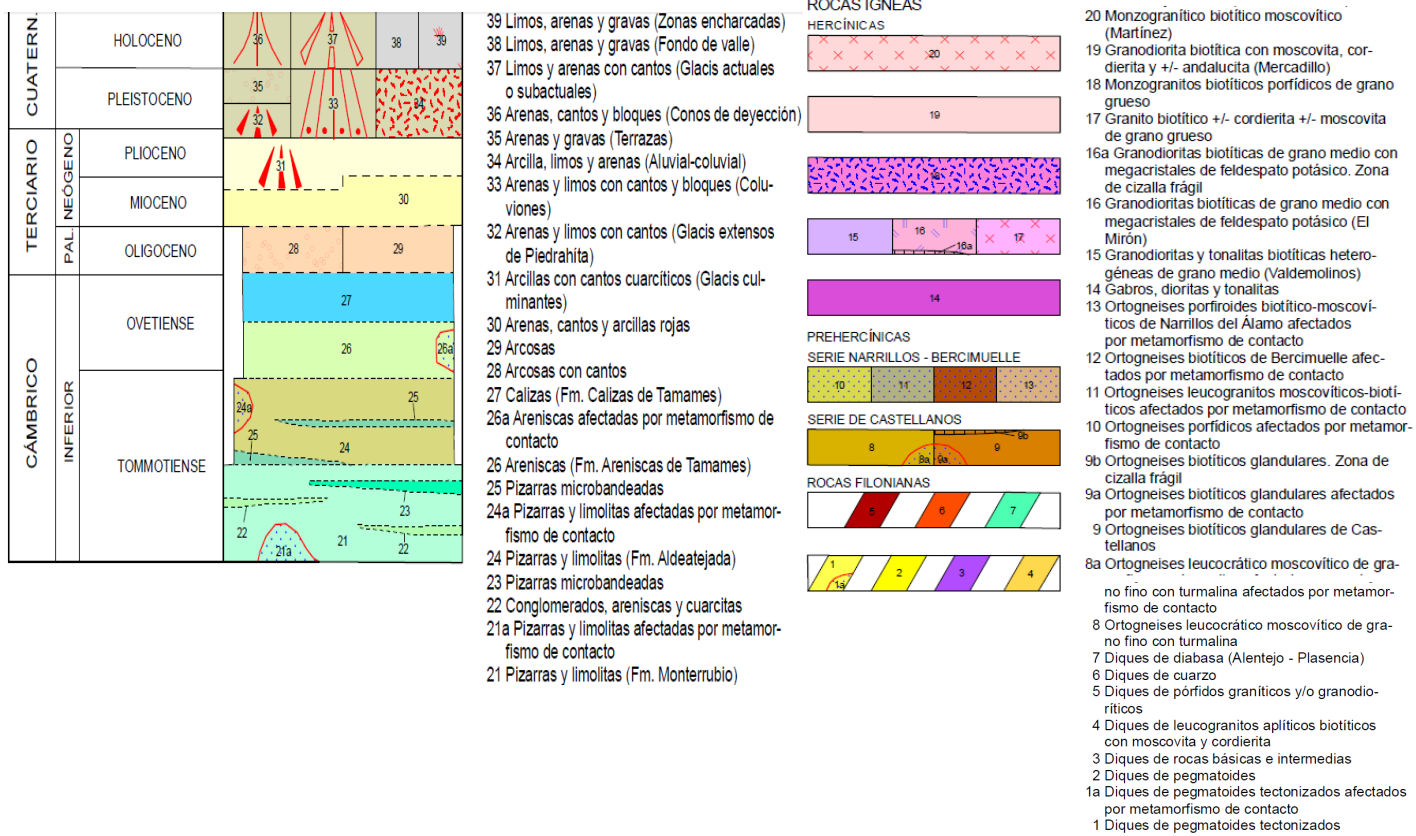 CUATERN.
HOLOCENO
PLEISTOCENO
TERCIARIO
NEÓGENO
PLIOCENO
MIOCENO
PAL.
OLIGOCENO
CÁMBRICO
INFERIOR
OVETIENSE
TOMMOTIENSE
36
37
38
39
35
32
33
34
31
30
28
29
27
26
26a
24a
25
25
24
23
22
21
22
21a
39 Limos, arenas y gravas (Zonas encharcadas)
38 Limos, arenas y gravas (Fondo de valle)
37 Limos y arenas con cantos (Glacis actuales
o subactuales)
36 Arenas, cantos y bloques (Conos de deyección)
35 Arenas y gravas (Terrazas)
34 Arcilla, limos y arenas (Aluvial-coluvial)
33 Arenas y limos con cantos y bloques (Colu-
viones)
32 Arenas y limos con cantos (Glacis extensos
de Piedrahíta)
31 Arcillas con cantos cuarcíticos (Glacis cul-
minantes)
30 Arenas, cantos y arcillas rojas
29 Arcosas
28 Arcosas con cantos
27 Calizas (Fm. Calizas de Tamames)
26a Areniscas afectadas por metamorfismo de
contacto
26 Areniscas (Fm. Areniscas de Tamames)
25 Pizarras microbandeadas
24a Pizarras y limolitas afectadas por metamor-
fismo de contacto
24 Pizarras y limolitas (Fm. Aldeatejada)
23 Pizarras microbandeadas
22 Conglomerados, areniscas y cuarcitas
21a Pizarras y limolitas afectadas por metamor-
fismo de contacto
21 Pizarras y limolitas (Fm. Monterrubio)
ROCAS ÍGNEAS
HERCÍNICAS
20
19
18
15
16
16a
17
14
PREHERCÍNICAS
SERIE NARRILLOS - BERCIMUELLE
10
11
12
13
SERIE DE CASTELLANOS
8
8a
9a
9b
9
ROCAS FILONIANAS
5
6
7
1
1a
2
3
4
20 Monzogranítico biotítico moscovítico
(Martínez)
19 Granodiorita biotítica con moscovita, cor-
dierita y +/- andalucita (Mercadillo)
18 Monzogranitos biotíticos porfídicos de grano
grueso
17 Granito biotítico +/- cordierita +/- moscovita
de grano grueso
16a Granodioritas biotíticas de grano medio con
megacristales de feldespato potásico. Zona
de cizalla frágil
16 Granodioritas biotíticas de grano medio con
megacristales de feldespato potásico (El
Mirón)
15 Granodioritas y tonalitas biotíticas hetero-
géneas de grano medio (Valdemolinos)
14 Gabros, dioritas y tonalitas
13 Ortogneises porfiroides biotítico-moscoví-
ticos de Narrillos del Álamo afectados
por metamorfismo de contacto
12 Ortogneises biotíticos de Bercimuelle afec-
tados por metamorfismo de contacto
11 Ortogneises leucogranitos moscovíticos-biotí-
ticos afectados por metamorfismo de contacto
10 Ortogneises porfídicos afectados por metamor-
fismo de contacto
9b Ortogneises biotíticos glandulares. Zona de
cizalla frágil
9a Ortogneises biotíticos glandulares afectados
por metamorfismo de contacto
9 Ortogneises biotíticos glandulares de Cas-
tellanos
8a Ortogneises leucocrático moscovítico de gra-
no fino con turmalina afectados por metamor-
fismo de contacto
8 Ortogneises leucocrático moscovítico de gra-
no fino con turmalina
7 Diques de diabasa (Alentejo - Plasencia)
6 Diques de cuarzo
5 Diques de pórfidos graníticos y/o granodio-
ríticos
4 Diques de leucogranitos aplíticos biotíticos
con moscovita y cordierita
3 Diques de rocas básicas e intermedias
2 Diques de pegmatoides
1a Diques de pegmatoides tectonizados afectados
por metamorfismo de contacto
1 Diques de pegmatoides tectonizados